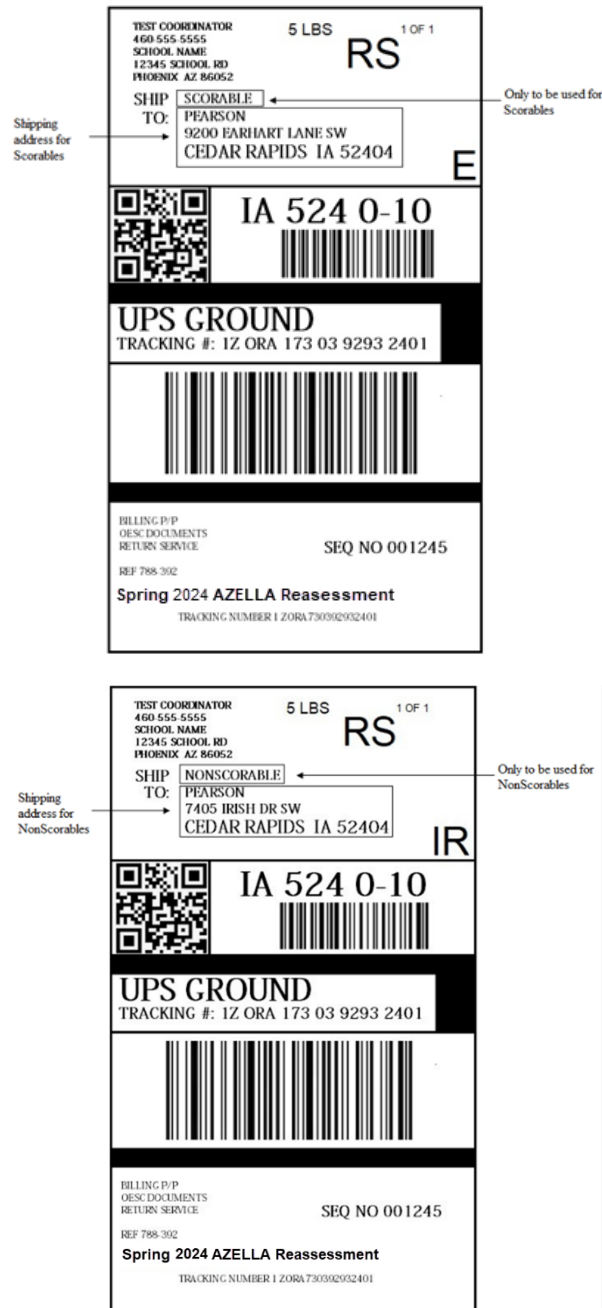 TEST COORDINATOR
460-555-5555
SCHOOL NAME
12345 SCHOOL RD
PHOENIX AZ 86052
5 LBS
1 OF 1
RS
SHIP TO:
SCORABLE
PEARSON
9200 EARHART LANE SW
CEDAR RAPIDS IA 52404
Only to be used for
Scorables
Shipping
address for
Scorables
E
IA 524 0-10
UPS GROUND
TRACKING #: 1Z ORA 173 03 9293 2401
BILLING P/P
OESC DOCUMENTS
RETURN SERVICE
SEQ NO 001245
REF 788-392
Spring 2024 AZELLA Reasessment
TRACKING NUMBER 1 ZORA730392932401
TEST COORDINATOR
460-555-5555
SCHOOL NAME
12345 SCHOOL RD
PHOENIX AZ 86052
5 LBS
1 OF 1
RS
SHIP TO:
NONSCORABLE
PEARSON
7405 IRISH DR SW
CEDAR RAPIDS IA 52404
Only to be used for
NonScorables
Shipping
address for
NonScorables
IR
IA 524 0-10
UPS GROUND
TRACKING #: 1Z ORA 173 03 9293 2401
BILLING P/P
OESC DOCUMENTS
RETURN SERVICE
SEQ NO 001245
REF 788-392
Spring 2024 AZELLA Reassessment
TRACKING NUMBER 1 ZORA730392932401